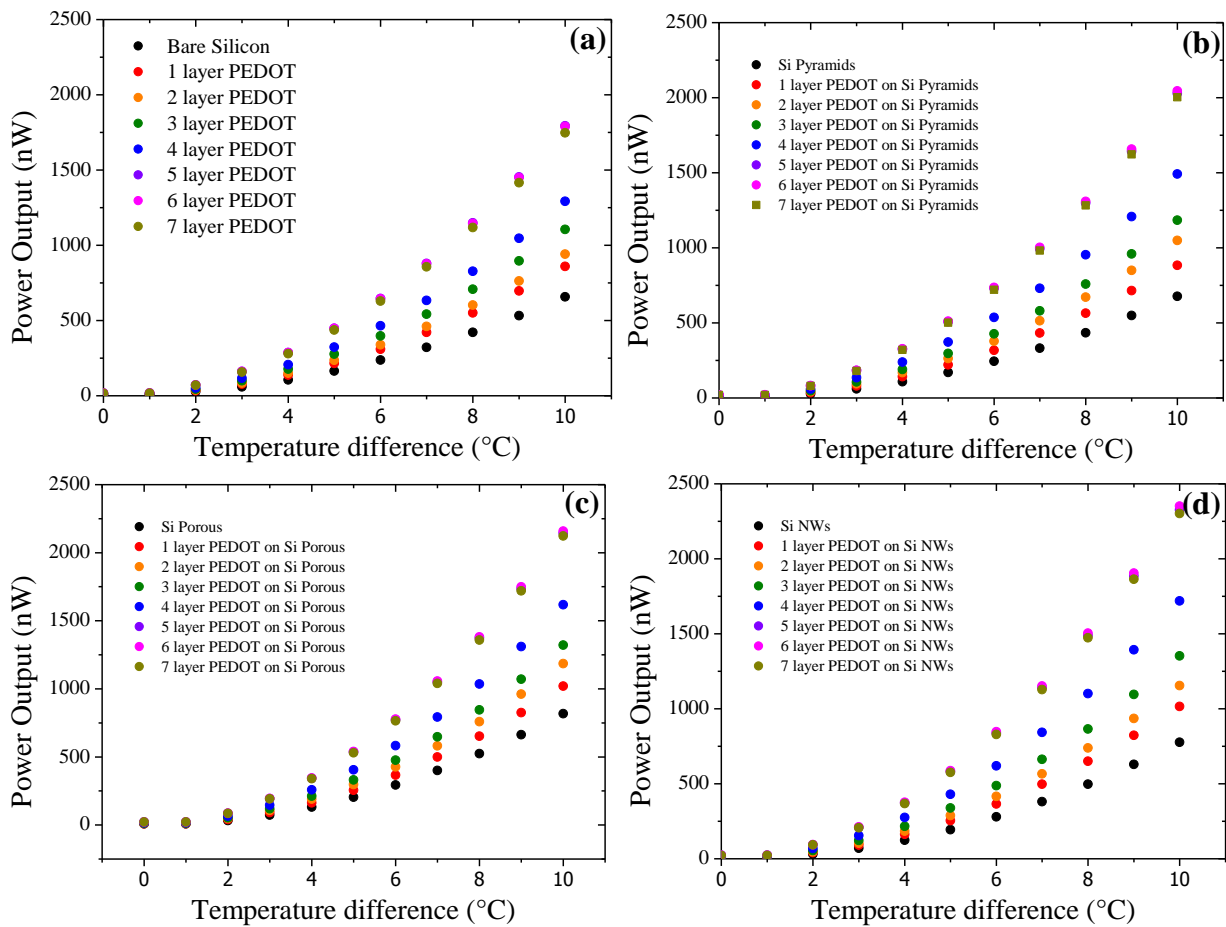 (a)
Power Output (nW)
2500
2000
1500
1000
500
0
Bare Silicon
1 layer PEDOT
2 layer PEDOT
3 layer PEDOT
4 layer PEDOT
5 layer PEDOT
6 layer PEDOT
7 layer PEDOT
0 2 4 6 8 10
Temperature difference (°C)
(b)
Power Output (nW)
2500
2000
1500
1000
500
0
Si Pyramids
1 layer PEDOT on Si Pyramids
2 layer PEDOT on Si Pyramids
3 layer PEDOT on Si Pyramids
4 layer PEDOT on Si Pyramids
5 layer PEDOT on Si Pyramids
6 layer PEDOT on Si Pyramids
7 layer PEDOT on Si Pyramids
0 2 4 6 8 10
Temperature difference (°C)
(c)
Power Output (nW)
2500
2000
1500
1000
500
0
Si Porous
1 layer PEDOT on Si Porous
2 layer PEDOT on Si Porous
3 layer PEDOT on Si Porous
4 layer PEDOT on Si Porous
5 layer PEDOT on Si Porous
6 layer PEDOT on Si Porous
7 layer PEDOT on Si Porous
0 2 4 6 8 10
Temperature difference (°C)
(d)
Power Output (nW)
2500
2000
1500
1000
500
0
Si NWs
1 layer PEDOT on Si NWs
2 layer PEDOT on Si NWs
3 layer PEDOT on Si NWs
4 layer PEDOT on Si NWs
5 layer PEDOT on Si NWs
6 layer PEDOT on Si NWs
7 layer PEDOT on Si NWs
0 2 4 6 8 10
Temperature difference (°C)